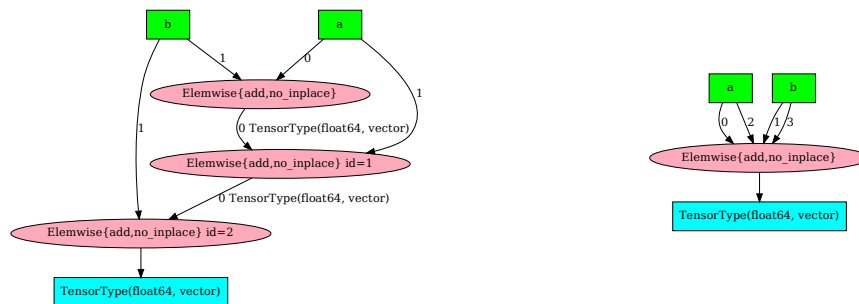 b
a
1
0
Elemwise{add,no_inplace}
1
1
0 TensorType(float64, vector)
Elemwise{add,no_inplace} id=1
0 TensorType(float64, vector)
Elemwise{add,no_inplace} id=2
TensorType(float64, vector)
a
b
0
2
1
3
Elemwise{add,no_inplace}
TensorType(float64, vector)